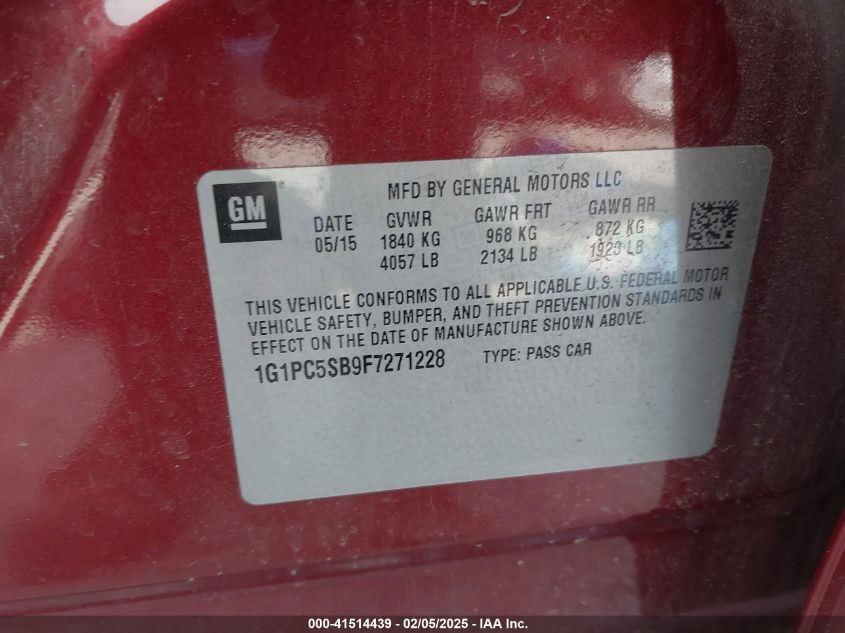 GM
MFD BY GENERAL MOTORS LLC
DATE GVWR GAWR FRT GAWR RR
05/15 1840 KG 968 KG 872 KG
4057 LB 2134 LB 1923 LB
THIS VEHICLE CONFORMS TO ALL APPLICABLE U.S. FEDERAL MOTOR
VEHICLE SAFETY, BUMPER, AND THEFT PREVENTION STANDARDS IN
EFFECT ON THE DATE OF MANUFACTURE SHOWN ABOVE.
1G1PC5SB9F7271228 TYPE: PASS CAR
000-41514439 - 02/05/2025 - IAA Inc.